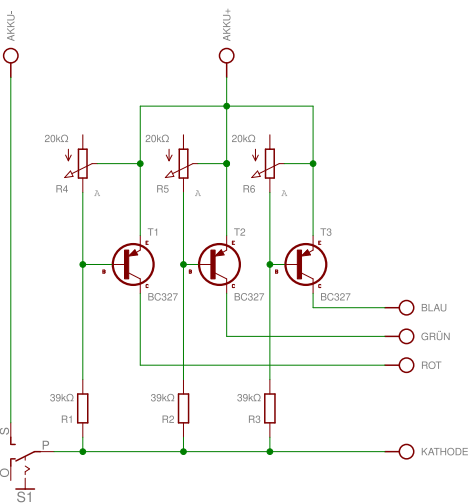 AKKU-
AKKU+
20kΩ
20kΩ
20kΩ
R4
A
R5
A
R6
A
T1
T2
T3
E
E
E
B
B
B
C
C
C
BC327
BC327
BC327
BLAU
GRÜN
ROT
39kΩ
39kΩ
39kΩ
R1
R2
R3
S
P
O
S1
KATHODE